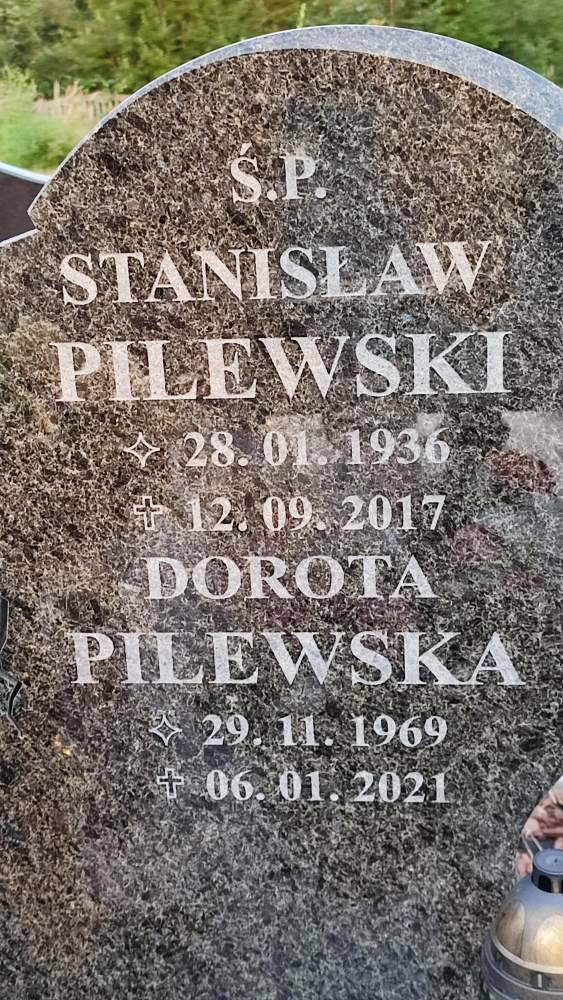 Ś.P.
STANISŁAW
PILEWSKI
✧ 28. 01. 1936
✝ 12. 09. 2017
DOROTA
PILEWSKA
✧ 29. 11. 1969
✝ 06. 01. 2021